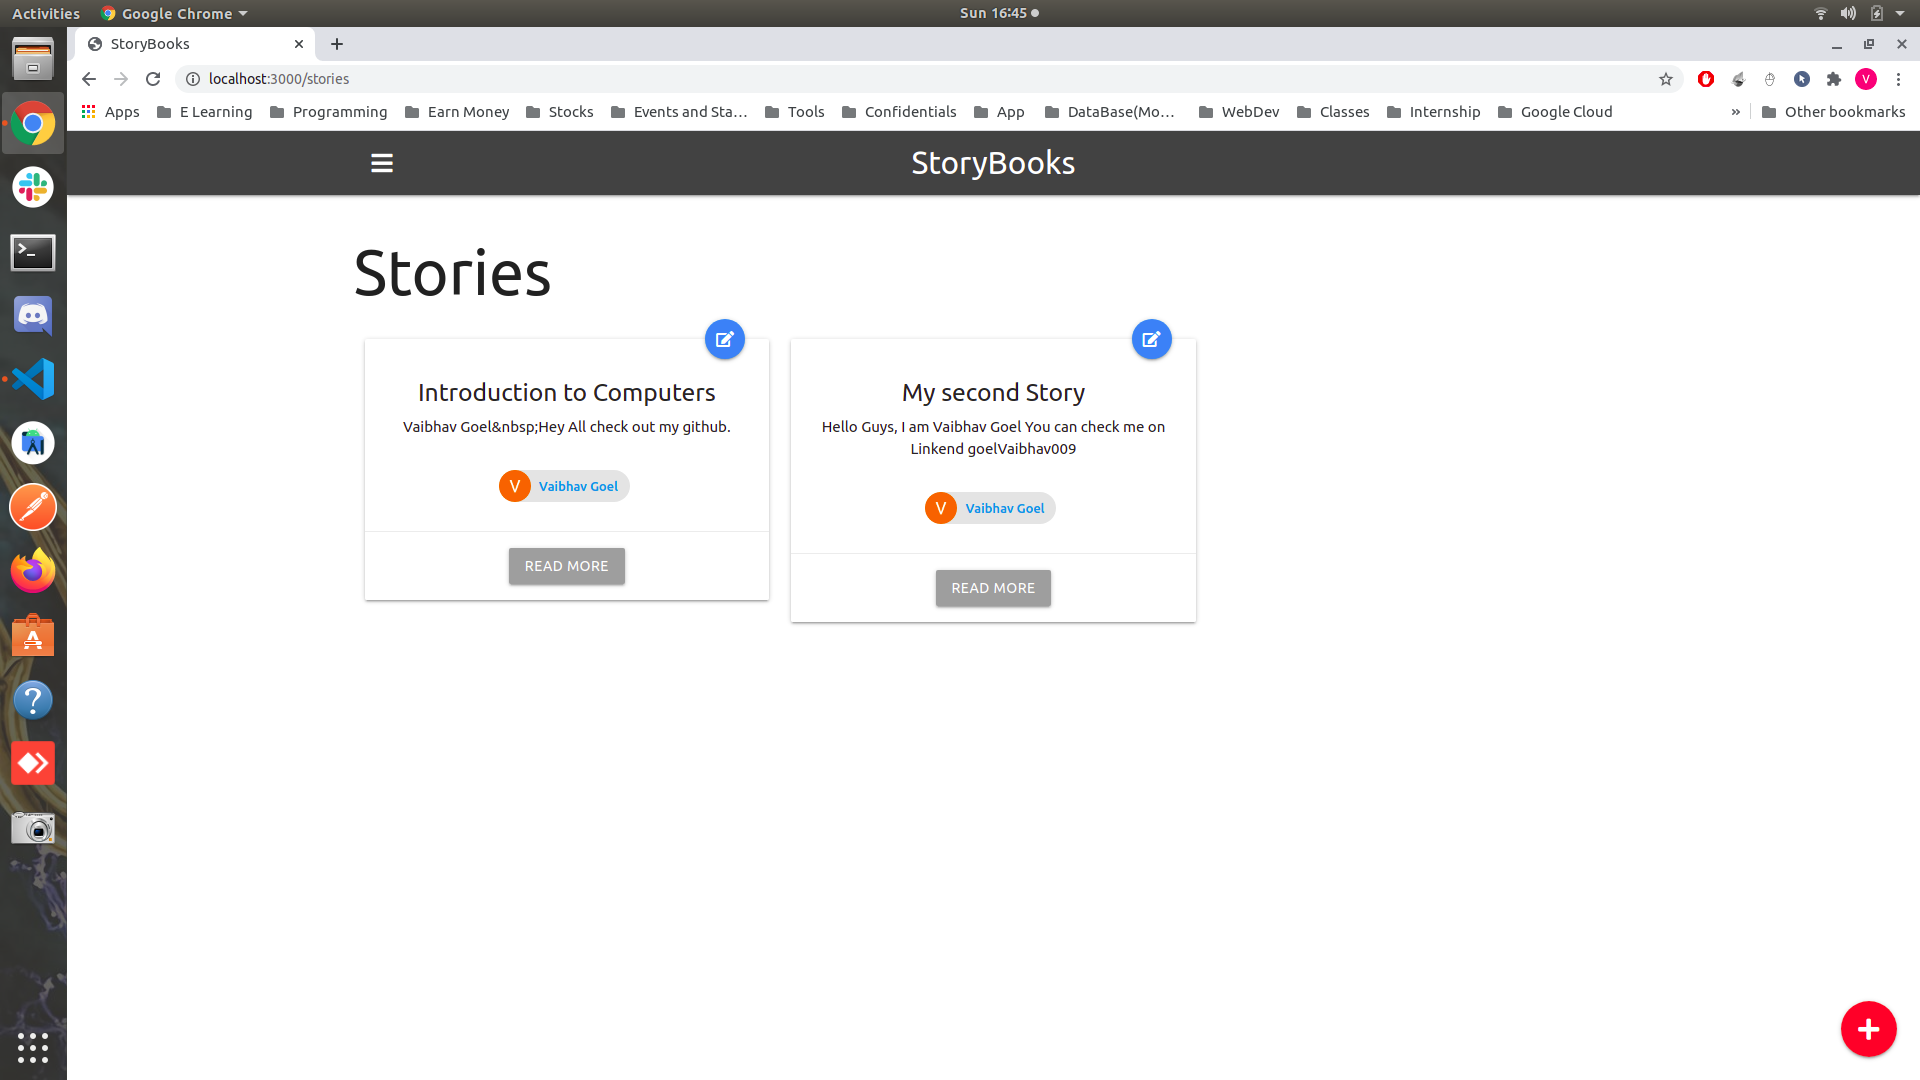 Activities Google Chrome Sun 16:45
StoryBooks
localhost:3000/stories V
Apps E Learning Programming Earn Money Stocks Events and Sta... Tools Confidentials App DataBase(Mo... WebDev Classes Internship Google Cloud » Other bookmarks
StoryBooks
Stories
Introduction to Computers
Vaibhav Goel&nbsp;Hey All check out my github.
V Vaibhav Goel
READ MORE
My second Story
Hello Guys, I am Vaibhav Goel You can check me on
Linkend goelVaibhav009
V Vaibhav Goel
READ MORE